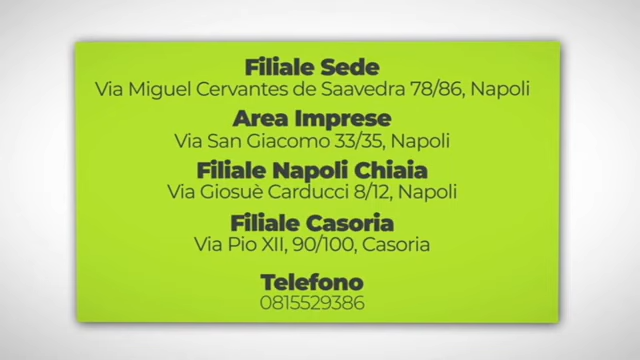 Filiale Sede
Via Miguel Cervantes de Saavedra 78/86, Napoli
Area Imprese
Via San Giacomo 33/35, Napoli
Filiale Napoli Chiaia
Via Giosuè Carducci 8/12, Napoli
Filiale Casoria
Via Pio XII, 90/100, Casoria
Telefono
0815529386